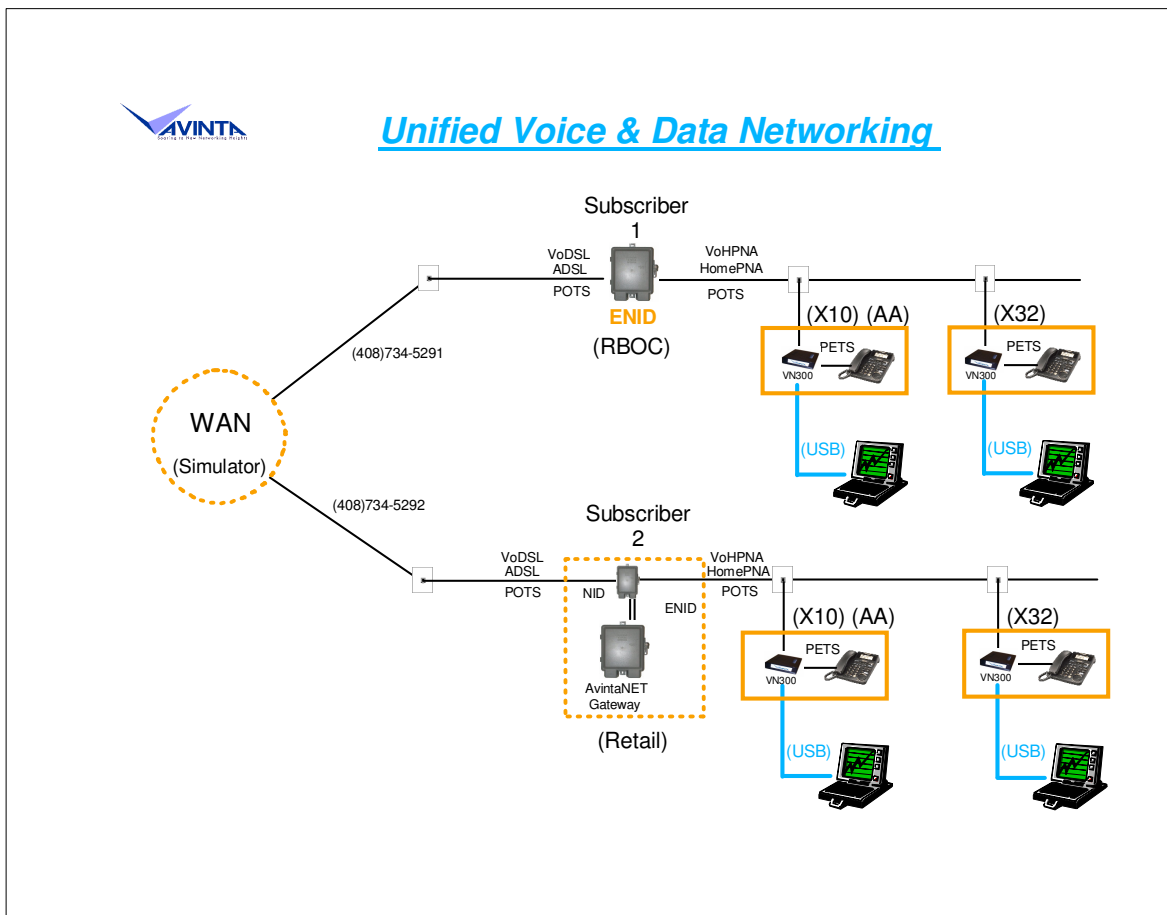 AVINTA
Soaring to New Networking Heights
Unified Voice & Data Networking
Subscriber
1
VoDSL
ADSL
POTS
VoHPNA
HomePNA
POTS
ENID
(RBOC)
(X10) (AA)
PETS
VN300
(USB)
(X32)
PETS
VN300
(USB)
(408)734-5291
WAN
(Simulator)
(408)734-5292
Subscriber
2
VoDSL
ADSL
POTS
NID
ENID
AvintaNET
Gateway
(Retail)
VoHPNA
HomePNA
POTS
(X10) (AA)
PETS
VN300
(USB)
(X32)
PETS
VN300
(USB)